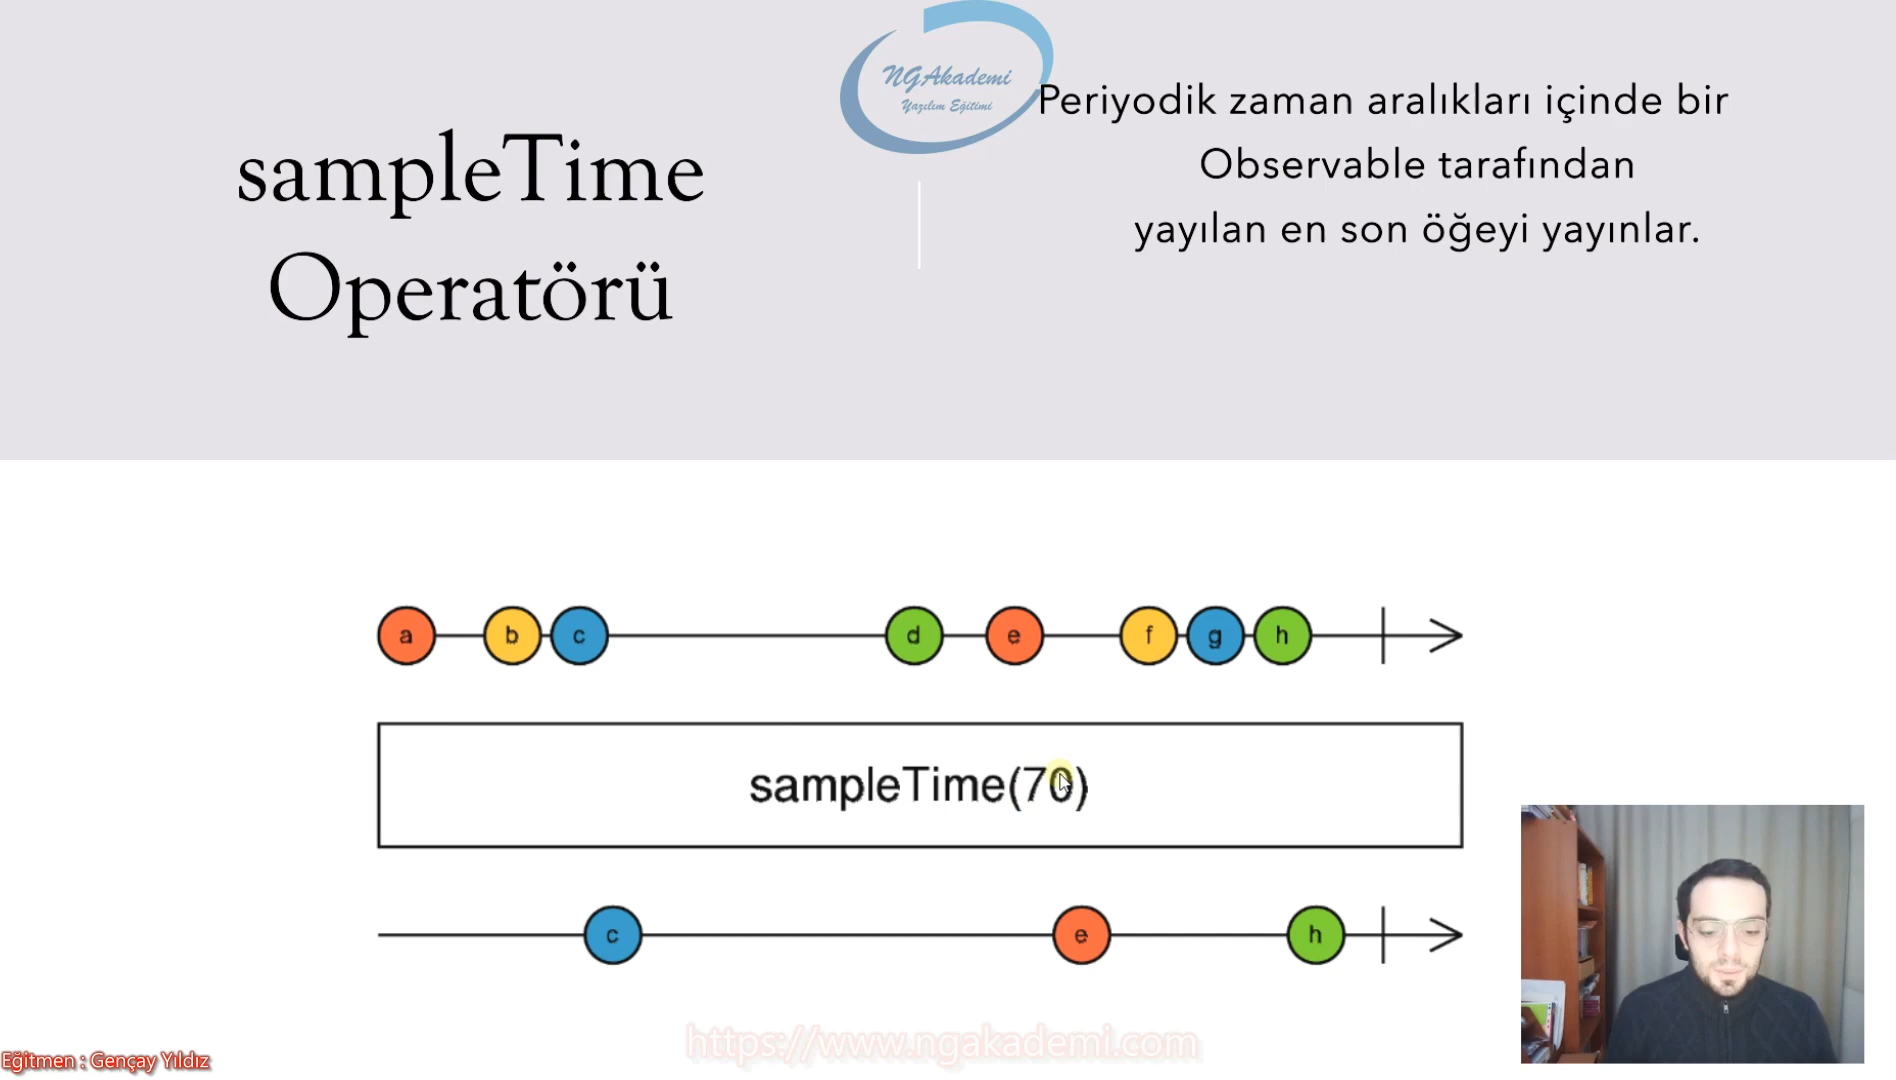 NGAkademi
Yazılım Eğitimi
sampleTime
Operatörü
Periyodik zaman aralıkları içinde bir
Observable tarafından
yayılan en son öğeyi yayınlar.
a b c d e f g h
sampleTime(70)
c e h
https://www.ngakademi.com
Eğitmen : Gençay Yıldız